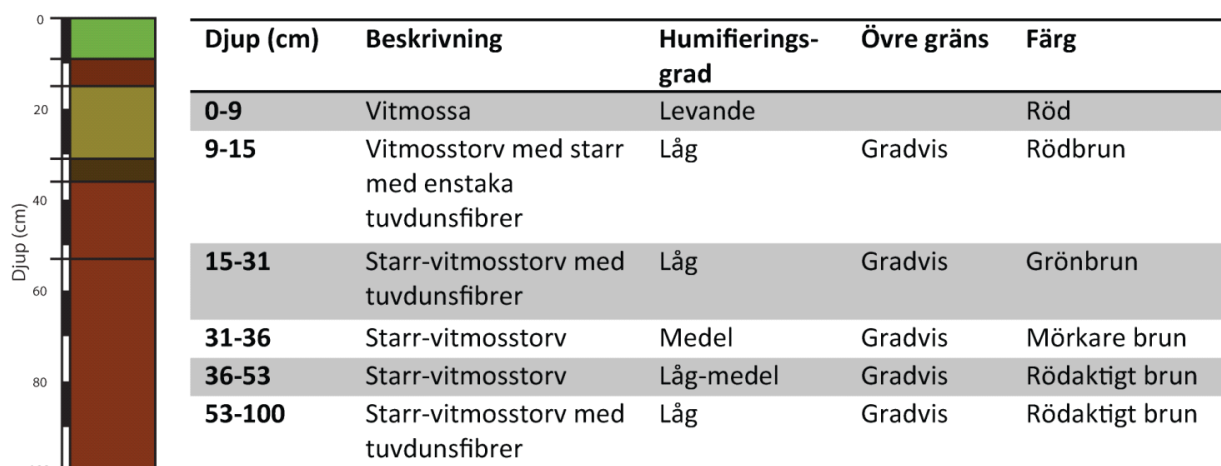 0
20
40
60
80
Djup (cm)
Djup (cm) Beskrivning Humifierings- Övre gräns Färg
grad
0-9 Vitmossa Levande Röd
9-15 Vitmosstorv med starr Låg Gradvis Rödbrun
med enstaka
tuvdunsfibrer
15-31 Starr-vitmosstorv med Låg Gradvis Grönbrun
tuvdunsfibrer
31-36 Starr-vitmosstorv Medel Gradvis Mörkare brun
36-53 Starr-vitmosstorv Låg-medel Gradvis Rödaktigt brun
53-100 Starr-vitmosstorv med Låg Gradvis Rödaktigt brun
tuvdunsfibrer